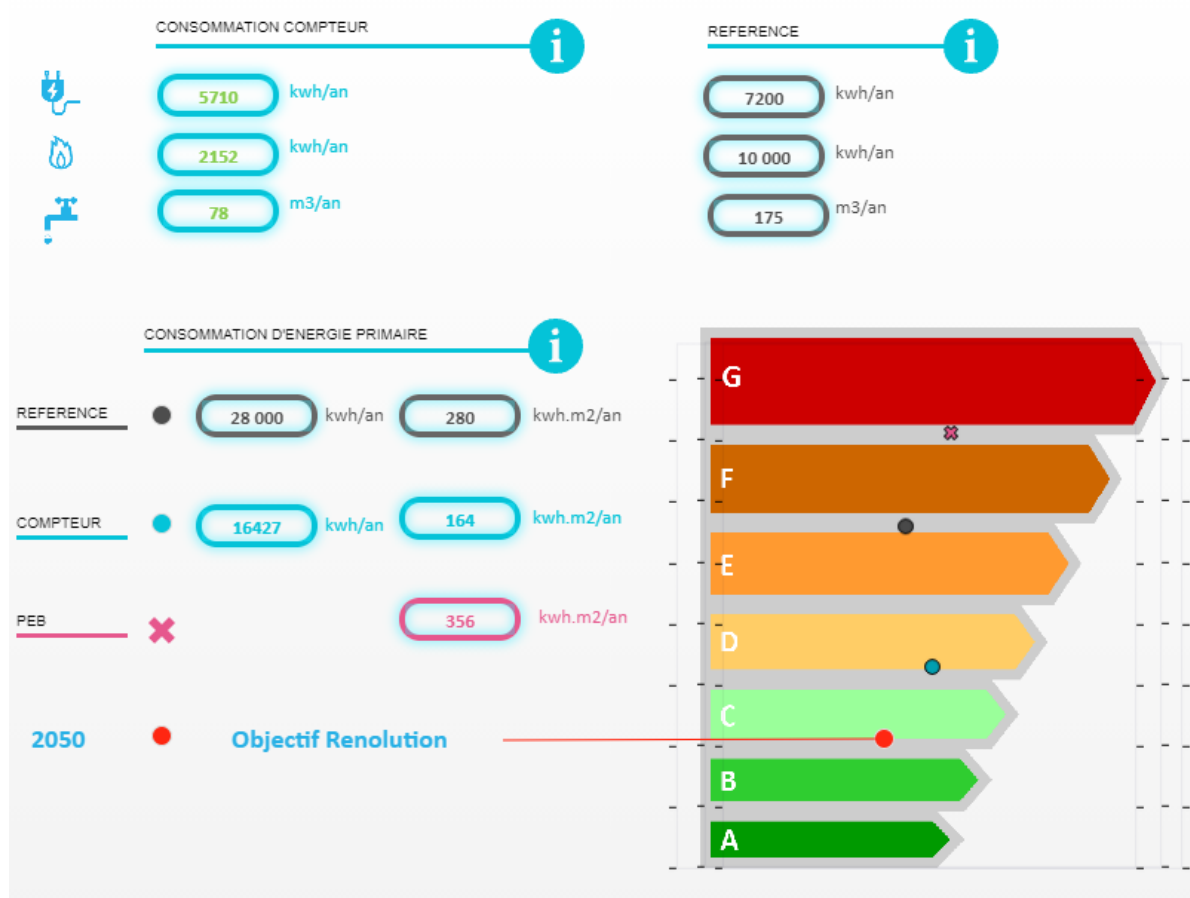 CONSOMMATION COMPTEUR
i
REFERENCE
i
5710 kwh/an
7200 kwh/an
2152 kwh/an
10 000 kwh/an
78 m3/an
175 m3/an
CONSOMMATION D'ENERGIE PRIMAIRE
i
G
REFERENCE 28 000 kwh/an 280 kwh.m2/an
F
COMPTEUR 16427 kwh/an 164 kwh.m2/an
E
PEB 356 kwh.m2/an
D
C
2050 Objectif Renolution
B
A